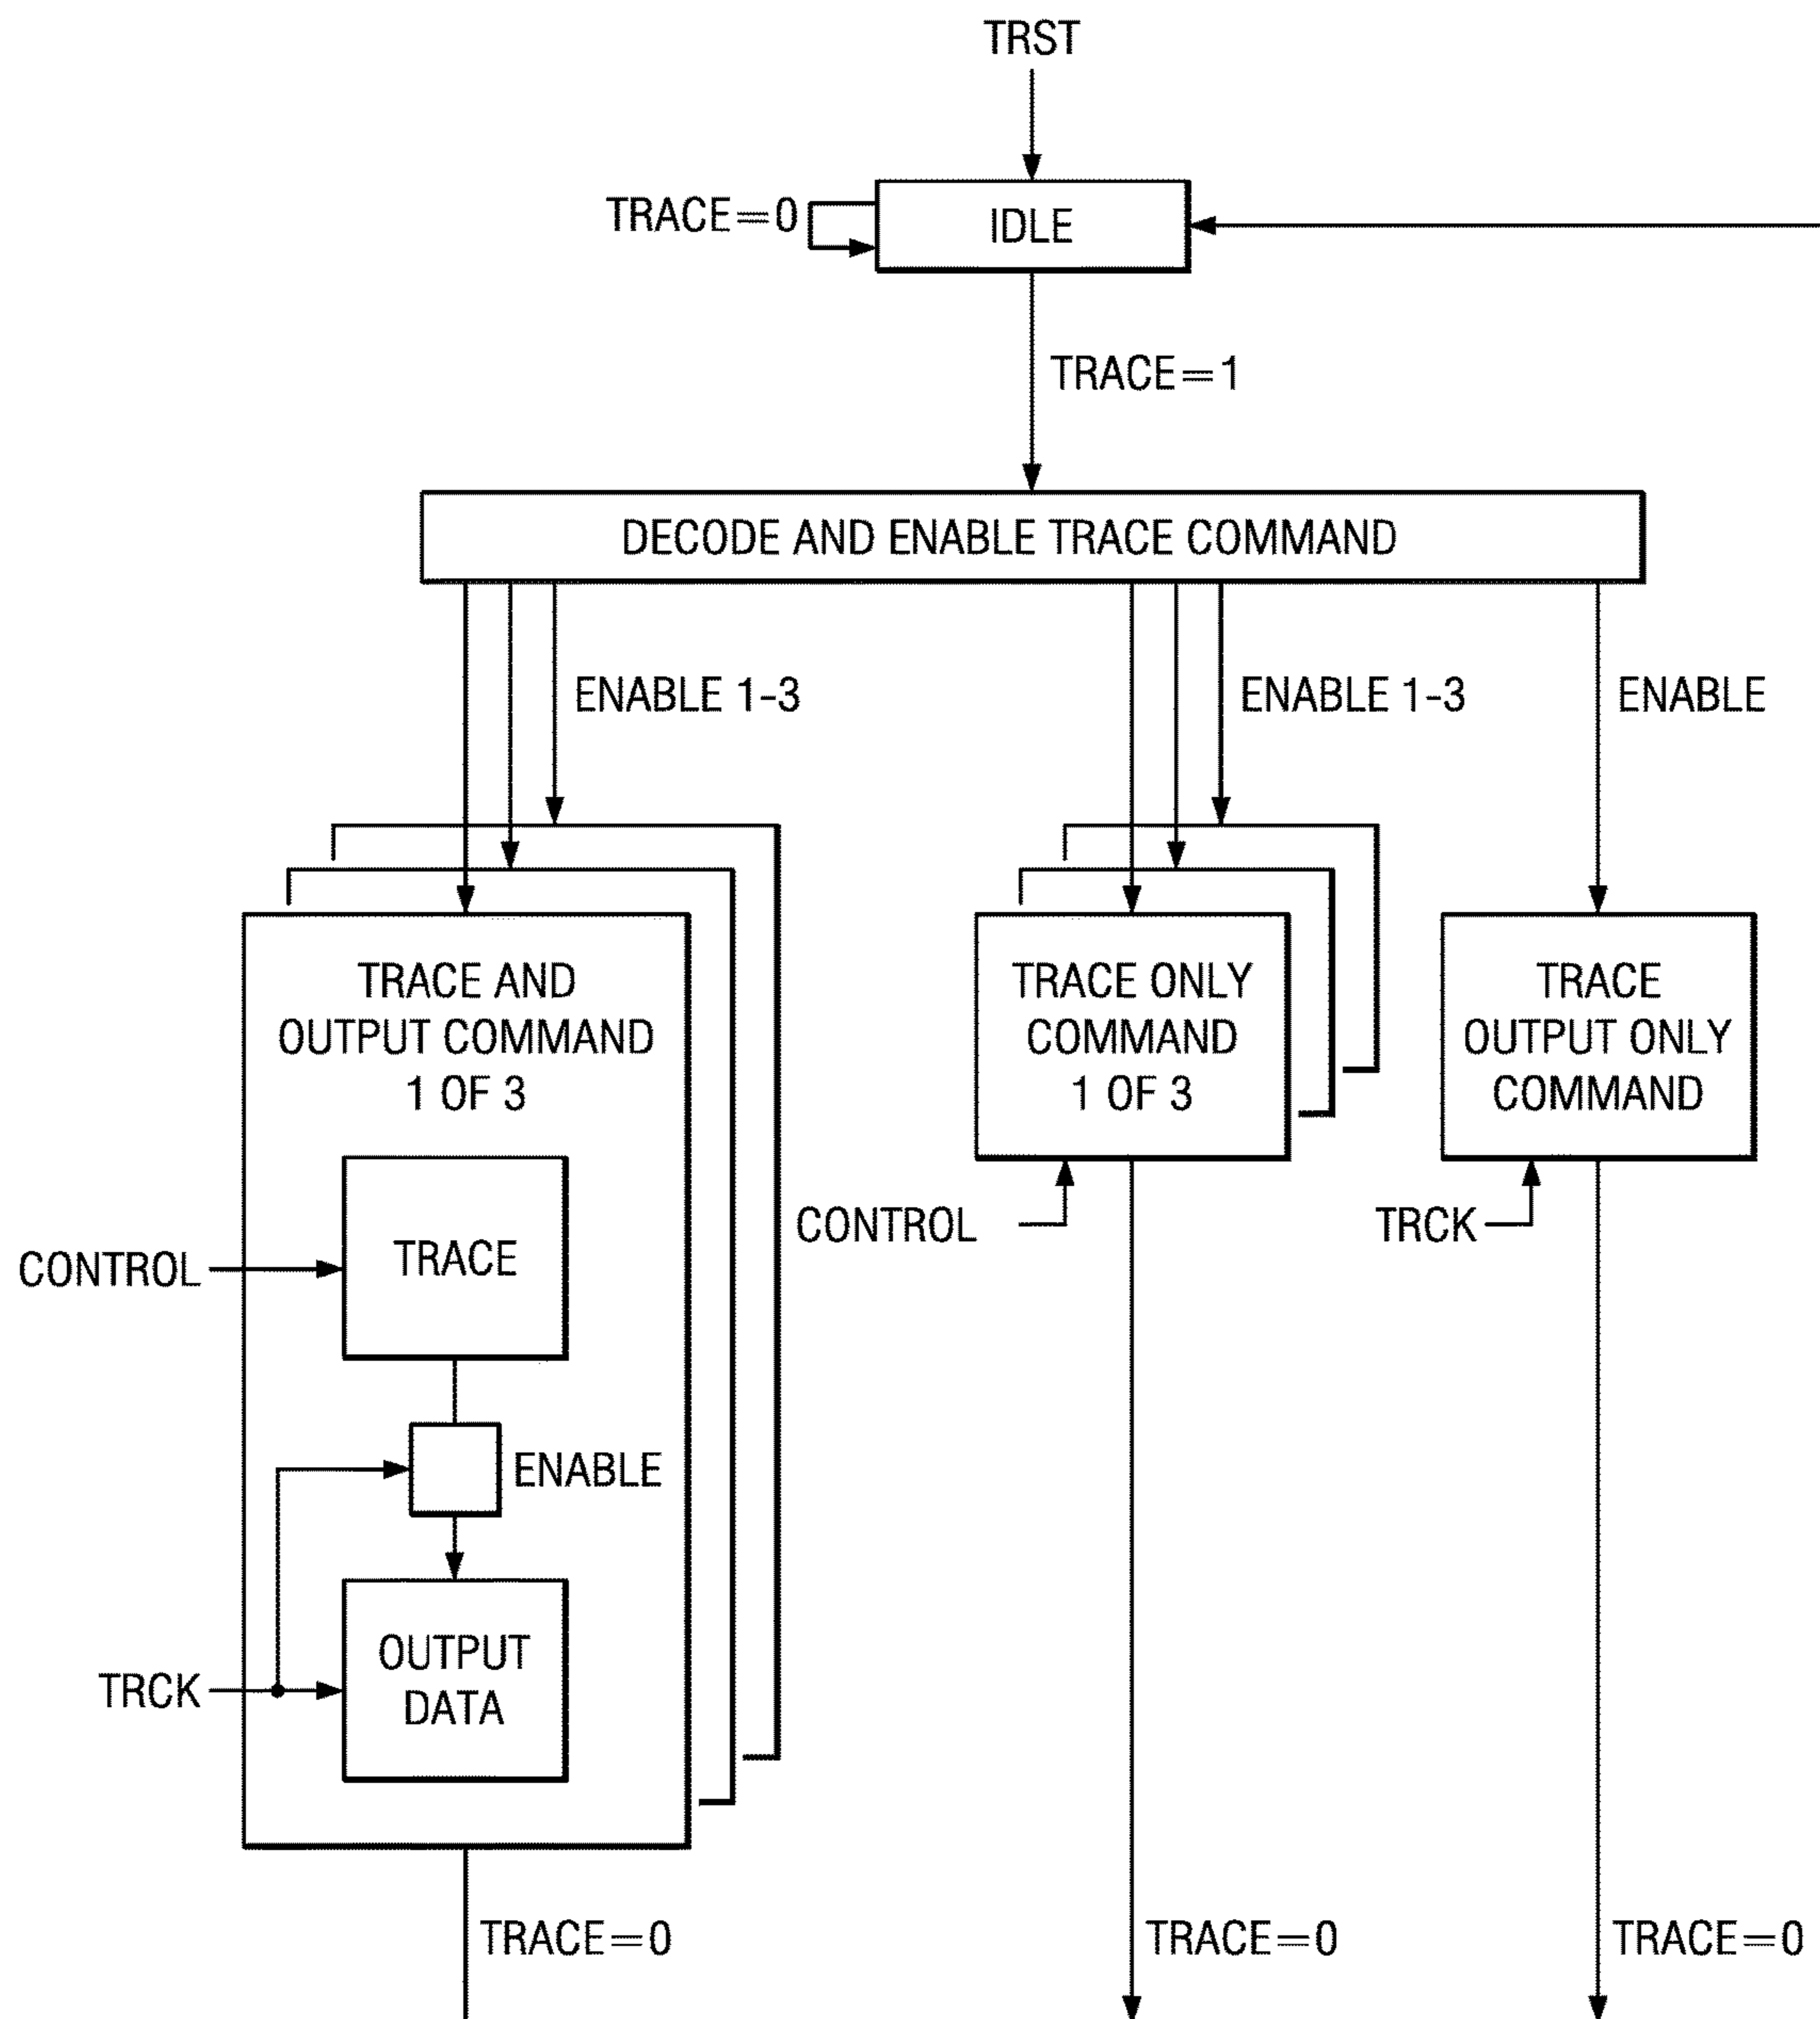 TRST
TRACE=0
IDLE
TRACE=1
DECODE AND ENABLE TRACE COMMAND
ENABLE 1-3
ENABLE 1-3
ENABLE
TRACE AND
OUTPUT COMMAND
1 OF 3
TRACE ONLY
COMMAND
1 OF 3
TRACE
OUTPUT ONLY
COMMAND
CONTROL
TRCK
CONTROL
TRACE
ENABLE
TRCK
OUTPUT
DATA
TRACE=0
TRACE=0
TRACE=0